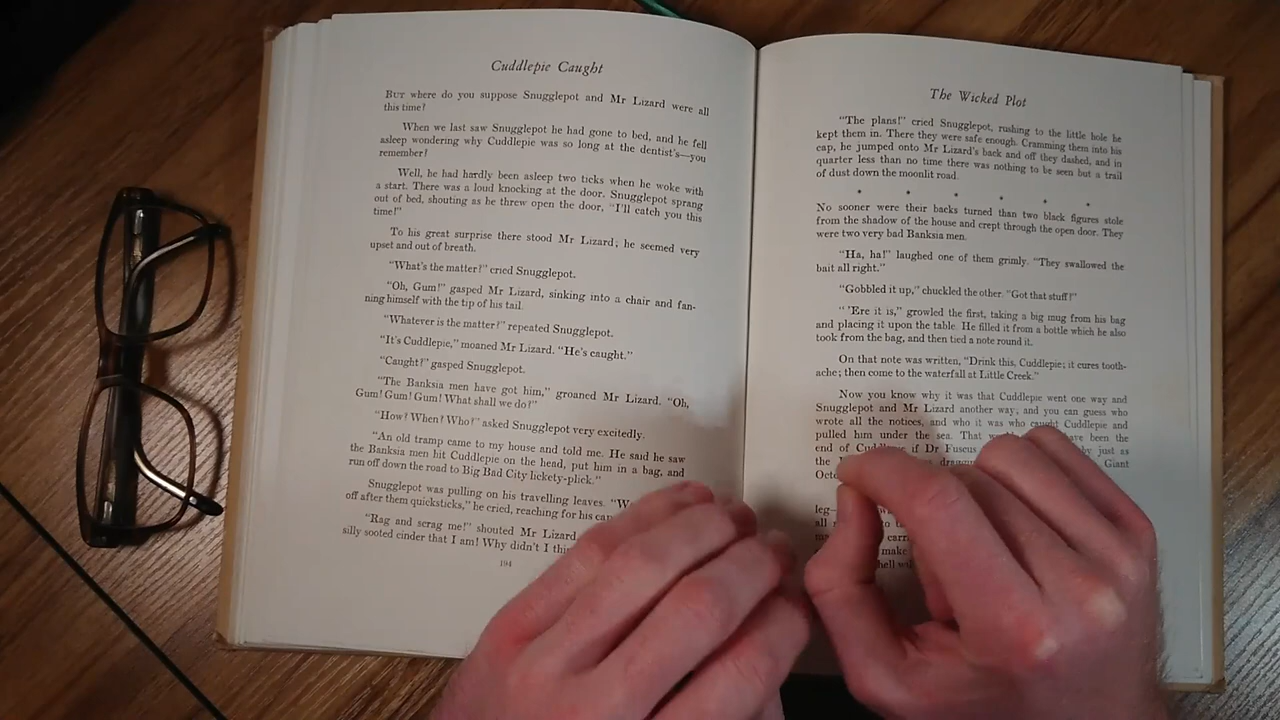 Cuddlepie Caught
BUT where do you suppose Snugglepot and Mr Lizard were all
this time?
When we last saw Snugglepot he had gone to bed, and he fell
asleep wondering why Cuddlepie was so long at the dentist's—you
remember?
Well, he had hardly been asleep two ticks when he woke with
a start. There was a loud knocking at the door. Snugglepot sprang
out of bed, shouting as he threw open the door, "I'll catch you this
time!"
To his great surprise there stood Mr Lizard; he seemed very
upset and out of breath.
"What's the matter?" cried Snugglepot.
"Oh, Gum!" gasped Mr Lizard, sinking into a chair and fan-
ning himself with the tip of his tail.
"Whatever is the matter?" repeated Snugglepot.
"It's Cuddlepie," moaned Mr Lizard. "He's caught."
"Caught?" gasped Snugglepot.
"The Banksia men have got him," groaned Mr Lizard. "Oh,
Gum! Gum! Gum! What shall we do?"
"How? When? Who?" asked Snugglepot very excitedly.
"An old tramp came to my house and told me. He said he saw
the Banksia men hit Cuddlepie on the head, put him in a bag, and
run off down the road to Big Bad City lickety-plick."
Snugglepot was pulling on his travelling leaves.
off after them quicksticks," he cried, reaching for his
"Rag and scrag me!" shouted Mr Lizard
silly sooted cinder that I am! Why didn't I
194
The Wicked Plot
"The plans!" cried Snugglepot, rushing to the little hole he
kept them in. There they were safe enough. Cramming them into his
cap, he jumped onto Mr Lizard's back and off they dashed, and in
quarter less than no time there was nothing to be seen but a trail
of dust down the moonlit road.
* * * * * *
No sooner were their backs turned than two black figures stole
from the shadow of the house and crept through the open door. They
were two very bad Banksia men.
"Ha, ha!" laughed one of them grimly. "They swallowed the
bait all right."
"Gobbled it up," chuckled the other. "Got that stuff?"
" 'Ere it is," growled the first, taking a big mug from his bag
and placing it upon the table. He filled it from a bottle which he also
took from the bag, and then tied a note round it.
On that note was written, "Drink this, Cuddlepie; it cures tooth-
ache; then come to the waterfall at Little Creek."
Now you know why it was that Cuddlepie went one way and
Snugglepot and Mr Lizard another way; and you can guess who
wrote all the notices, and who it was who caught Cuddlepie and
pulled him under the sea. That have been the
end of if Dr Fuscus by just as
the Giant
leg—
all
make